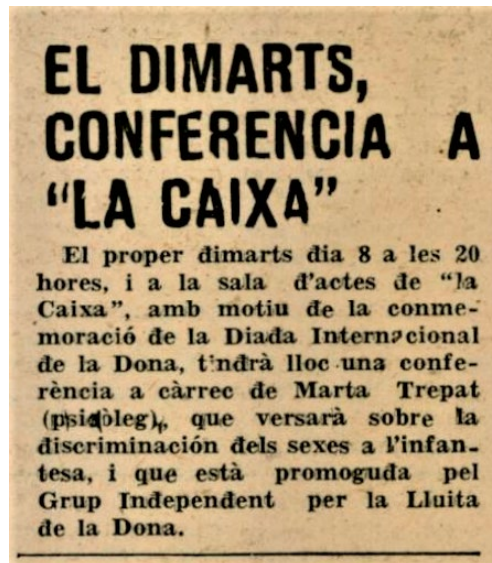 EL DIMARTS,
CONFERENCIA A
“LA CAIXA”
El proper dimarts dia 8 a les 20
hores, i a la sala d'actes de “la
Caixa”, amb motiu de la conme-
moració de la Diada Internacional
de la Dona, tindrà lloc una confe-
rència a càrrec de Marta Trepat
(psicòleg), que versarà sobre la
discriminación dels sexes a l'infan-
tesa, i que està promoguda pel
Grup Independent per la Lluita
de la Dona.